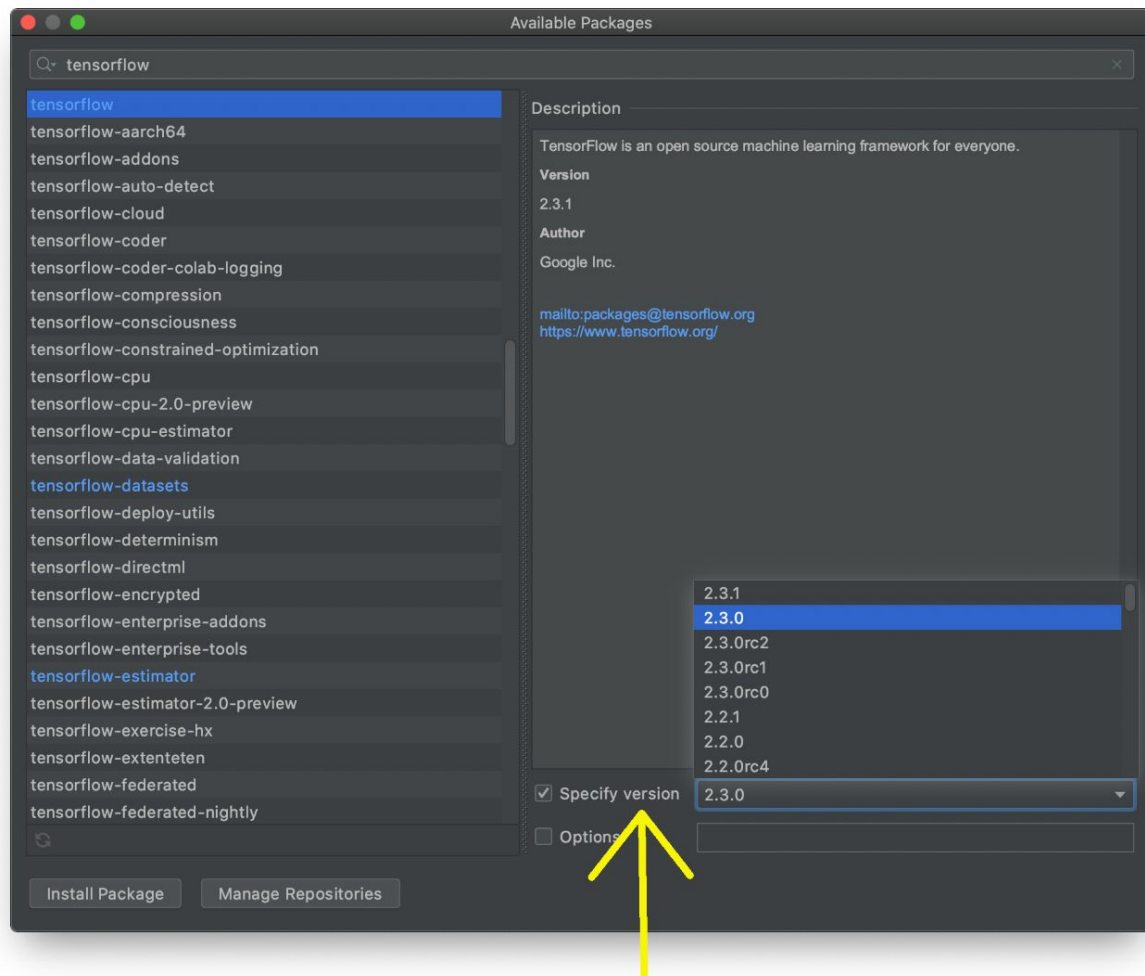 Available Packages
tensorflow
tensorflow
tensorflow-aarch64
tensorflow-addons
tensorflow-auto-detect
tensorflow-cloud
tensorflow-coder
tensorflow-coder-colab-logging
tensorflow-compression
tensorflow-consciousness
tensorflow-constrained-optimization
tensorflow-cpu
tensorflow-cpu-2.0-preview
tensorflow-cpu-estimator
tensorflow-data-validation
tensorflow-datasets
tensorflow-deploy-utils
tensorflow-determinism
tensorflow-directml
tensorflow-encrypted
tensorflow-enterprise-addons
tensorflow-enterprise-tools
tensorflow-estimator
tensorflow-estimator-2.0-preview
tensorflow-exercise-hx
tensorflow-extenteten
tensorflow-federated
tensorflow-federated-nightly
Description
TensorFlow is an open source machine learning framework for everyone.
Version
2.3.1
Author
Google Inc.
mailto:packages@tensorflow.org
https://www.tensorflow.org/
2.3.1
2.3.0
2.3.0rc2
2.3.0rc1
2.3.0rc0
2.2.1
2.2.0
2.2.0rc4
Specify version 2.3.0
Options
Install Package Manage Repositories